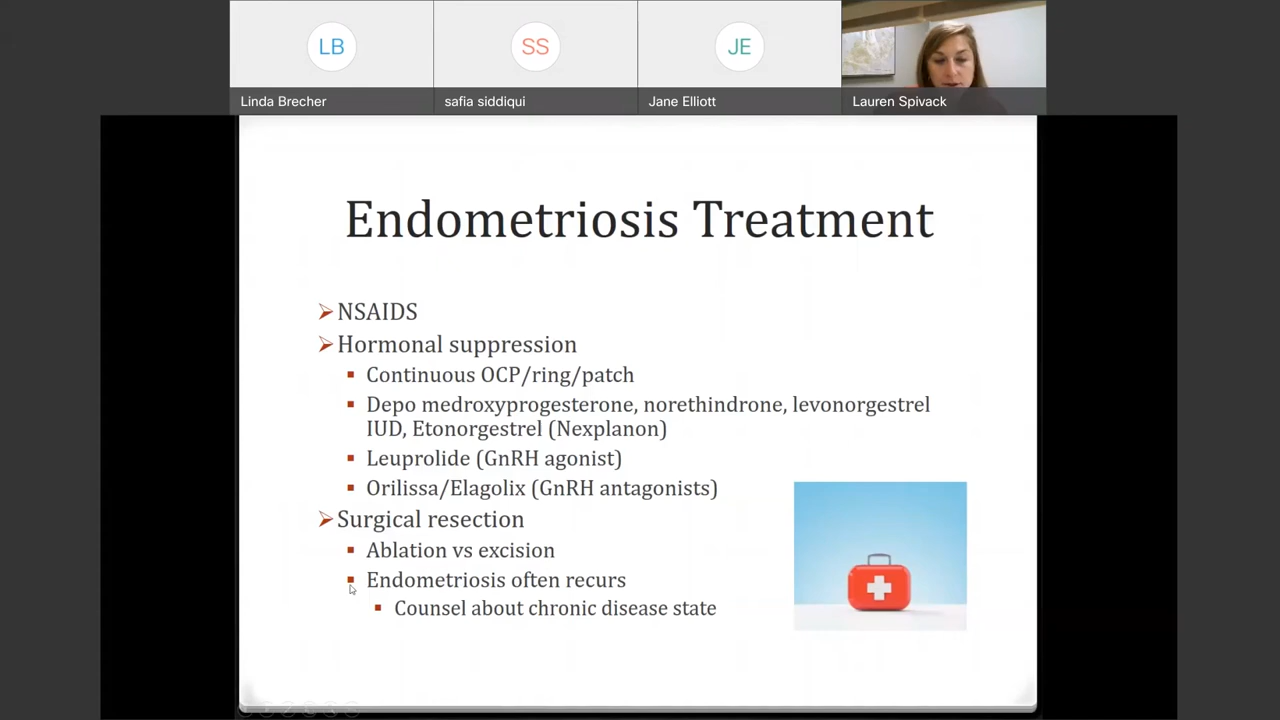 LB
SS
JE
Linda Brecher
safia siddiqui
Jane Elliott
Lauren Spivack
Endometriosis Treatment
NSAIDS
Hormonal suppression
Continuous OCP/ring/patch
Depo medroxyprogesterone, norethindrone, levonorgestrel
IUD, Etonorgestrel (Nexplanon)
Leuprolide (GnRH agonist)
Orilissa/Elagolix (GnRH antagonists)
Surgical resection
Ablation vs excision
Endometriosis often recurs
Counsel about chronic disease state